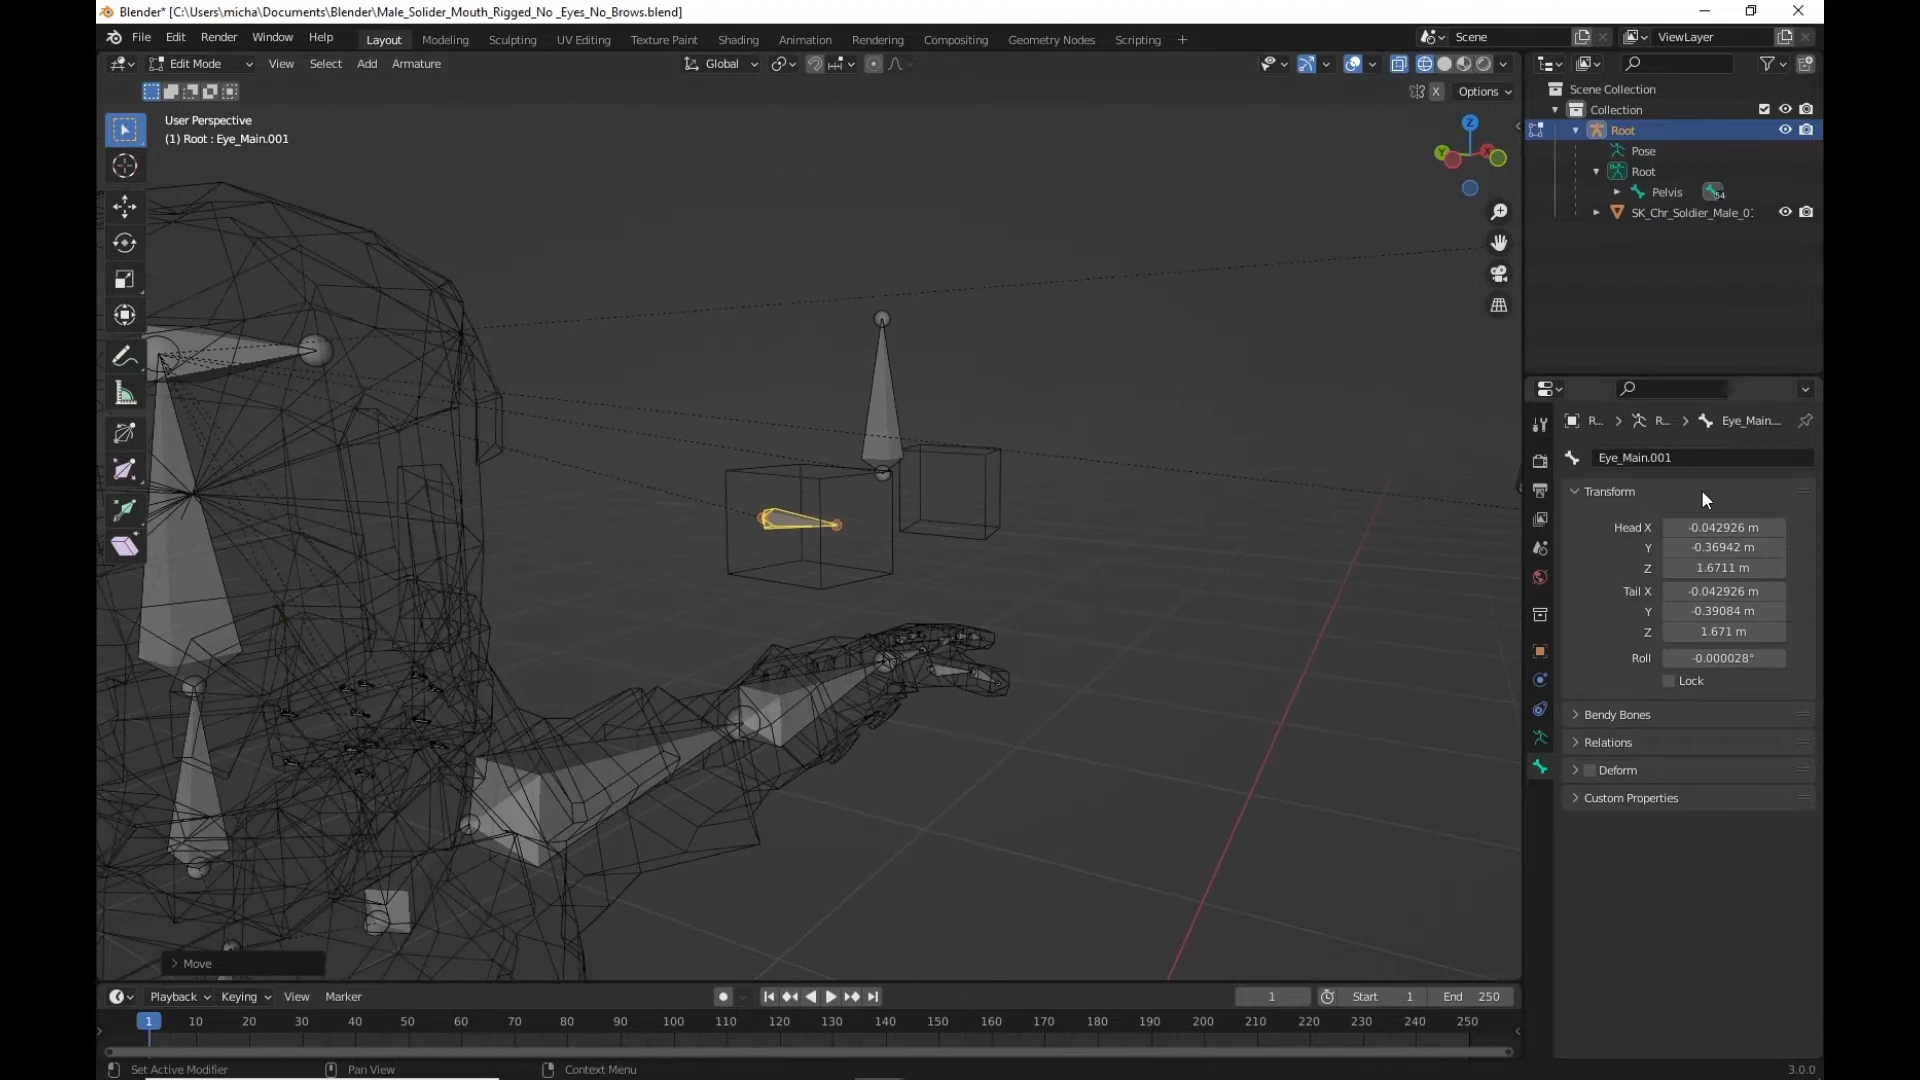 Blender* [C:\Users\micha\Documents\Blender\Male_Solider_Mouth_Rigged_No _Eyes_No_Brows.blend]
File Edit Render Window Help Layout Modeling Sculpting UV Editing Texture Paint Shading Animation Rendering Compositing Geometry Nodes Scripting + Scene ViewLayer
Edit Mode View Select Add Armature Global
X Options
User Perspective
(1) Root : Eye_Main.001
Z
Y X
Scene Collection
Collection
Root
Pose
Root
Pelvis 54
SK_Chr_Soldier_Male_0
R... R... Eye_Main....
Eye_Main.001
Transform
Head X -0.042926 m
Y -0.36942 m
Z 1.6711 m
Tail X -0.042926 m
Y -0.39084 m
Z 1.671 m
Roll -0.000028°
Lock
Bendy Bones
Relations
Deform
Custom Properties
Move
Playback Keying View Marker 1 Start 1 End 250
1 10 20 30 40 50 60 70 80 90 100 110 120 130 140 150 160 170 180 190 200 210 220 230 240 250
Set Active Modifier Pan View Context Menu 3.0.0